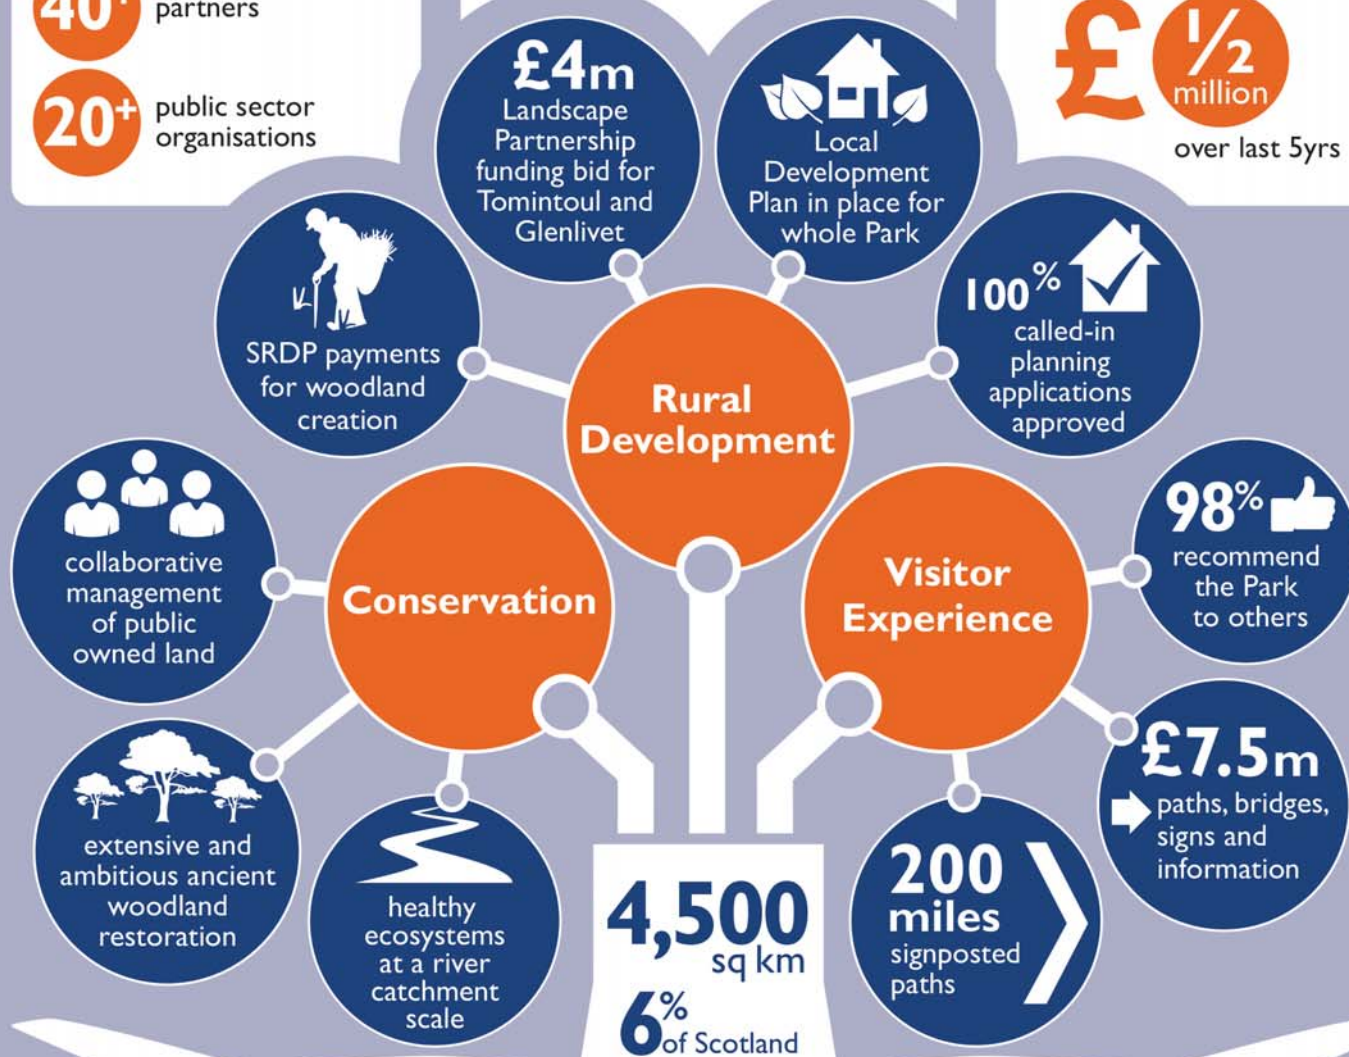 40+ partners
20+ public sector
organisations
£4m
Landscape
Partnership
funding bid for
Tomintoul and
Glenlivet
Local
Development
Plan in place for
whole Park
£ 1/2
million
over last 5yrs
SRDP payments
for woodland
creation
100%
called-in
planning
applications
approved
Rural
Development
collaborative
management
of public
owned land
Conservation
Visitor
Experience
98%
recommend
the Park
to others
extensive and
ambitious ancient
woodland
restoration
healthy
ecosystems
at a river
catchment
scale
4,500
sq km
6%
of Scotland
200
miles
signposted
paths
£7.5m
paths, bridges,
signs and
information